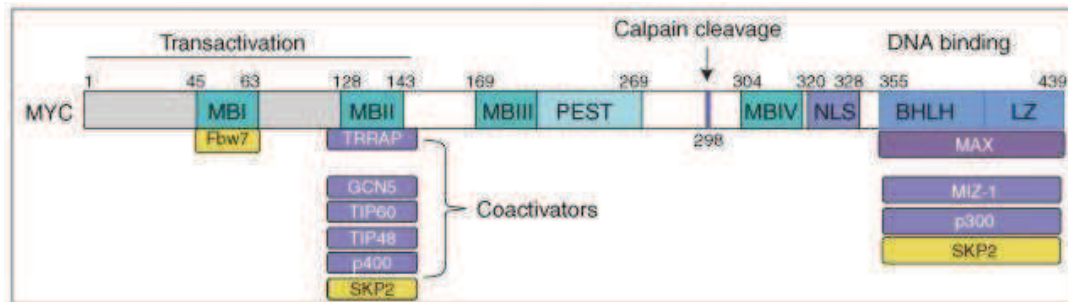 Transactivation
Calpain cleavage
DNA binding
1 45 63 128 143 169 269 304 320 328 355 439
MYC MBI MBII MBIII PEST MBIV NLS BHLH LZ
298
Fbw7 TRRAP MAX
GCN5 MIZ-1
TIP60 Coactivators p300
TIP48 SKP2
p400
SKP2